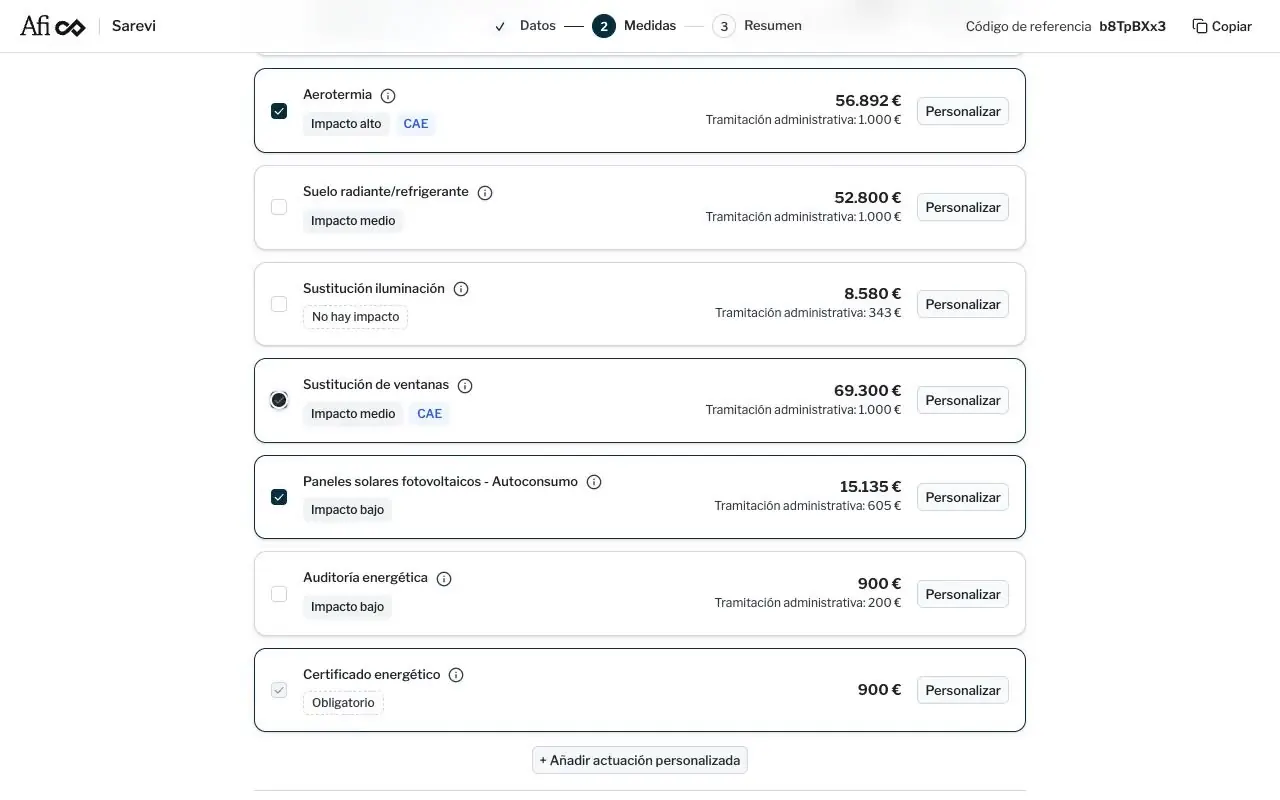 Afi Sarevi
Datos
2 Medidas
3 Resumen
Código de referencia b8TpBXx3
Copiar
Aerotermia
Impacto alto CAE
56.892 €
Tramitación administrativa: 1.000 €
Personalizar
Suelo radiante/refrigerante
Impacto medio
52.800 €
Tramitación administrativa: 1.000 €
Personalizar
Sustitución iluminación
No hay impacto
8.580 €
Tramitación administrativa: 343 €
Personalizar
Sustitución de ventanas
Impacto medio CAE
69.300 €
Tramitación administrativa: 1.000 €
Personalizar
Paneles solares fotovoltaicos - Autoconsumo
Impacto bajo
15.135 €
Tramitación administrativa: 605 €
Personalizar
Auditoría energética
Impacto bajo
900 €
Tramitación administrativa: 200 €
Personalizar
Certificado energético
Obligatorio
900 €
Personalizar
+ Añadir actuación personalizada